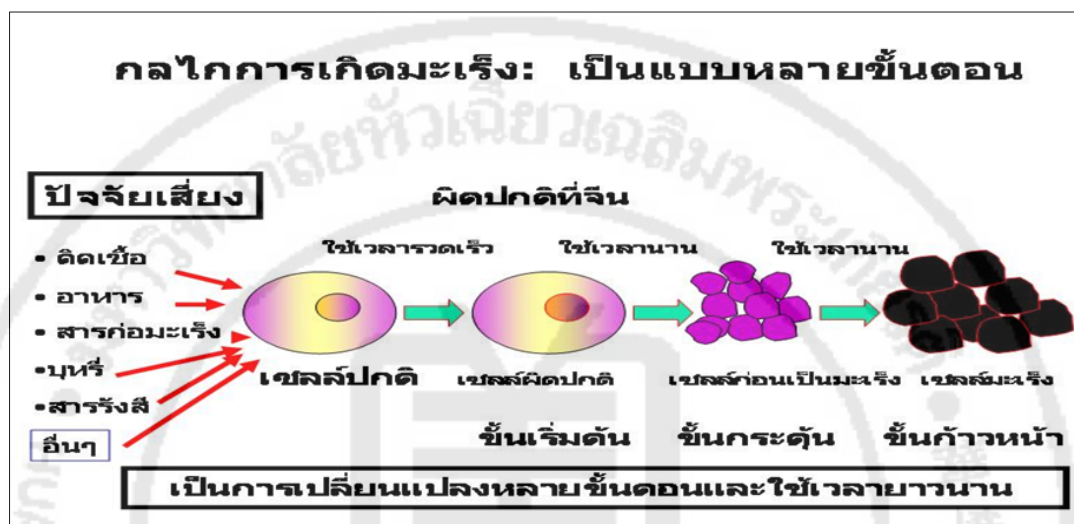 กลไกการเกิดมะเร็ง: เป็นแบบหลายขั้นตอน
ปัจจัยเสี่ยง
ผิดปกติที่จีน
ใช้เวลารวดเร็ว ใช้เวลานาน ใช้เวลานาน
• ติดเชื้อ
• อาหาร
• สารก่อมะเร็ง
•บุหรี่
•สารรังสี
อื่นๆ
เซลล์ปกติ เซลล์ผิดปกติ เซลล์ก่อนเป็นมะเร็ง เซลล์มะเร็ง
ขั้นเริ่มต้น ขั้นกระตุ้น ขั้นก้าวหน้า
เป็นการเปลี่ยนแปลงหลายขั้นตอนและใช้เวลายาวนาน